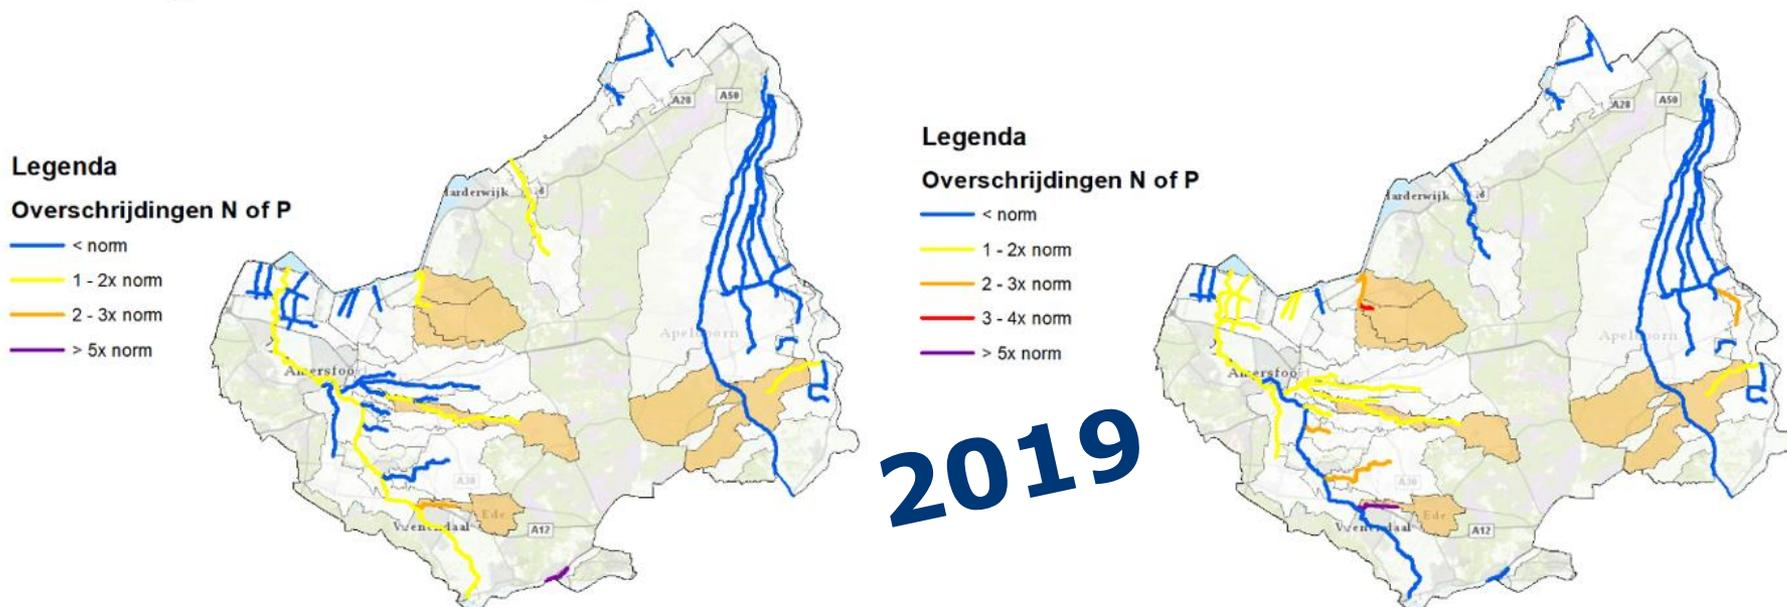 Legenda
Overschrijdingen N of P
< norm
1 - 2x norm
2 - 3x norm
> 5x norm
A28
A50
Apeldoorn
A30
Ede
A12
2019
Legenda
Overschrijdingen N of P
< norm
1 - 2x norm
2 - 3x norm
3 - 4x norm
> 5x norm
A28
A50
Apeldoorn
A30
Ede
A12